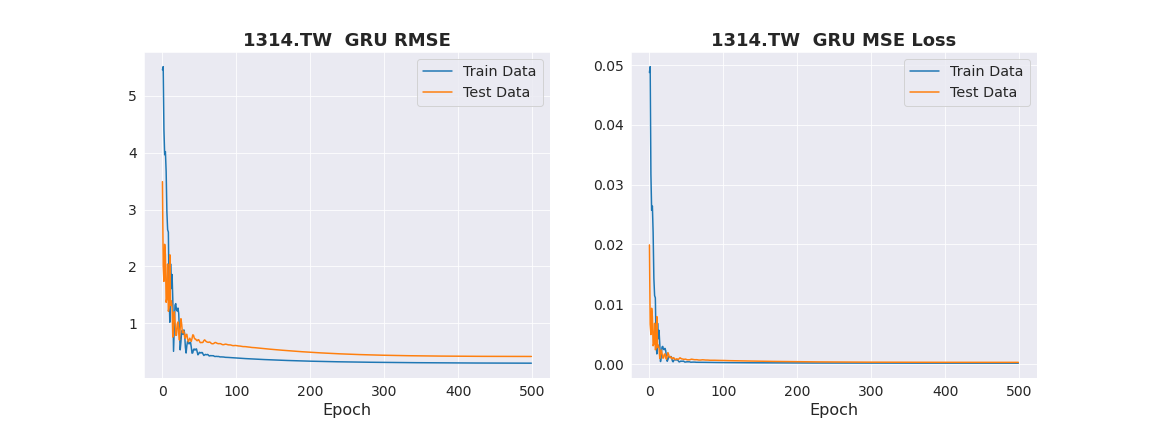 1314.TW  GRU RMSE
Train Data
Test Data
5
4
3
2
1
0
100
200
300
400
500
Epoch
1314.TW  GRU MSE Loss
Train Data
Test Data
0.05
0.04
0.03
0.02
0.01
0.00
0
100
200
300
400
500
Epoch